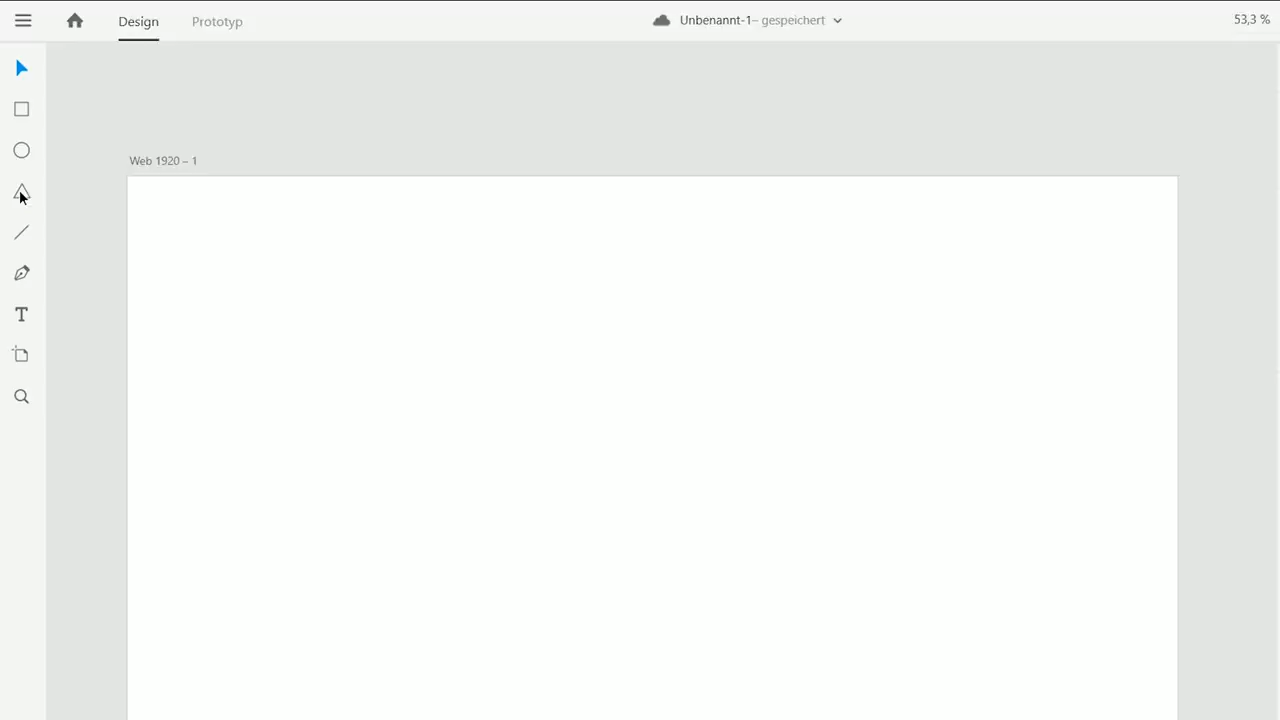 Design
Prototyp
Unbenannt-1– gespeichert
53,3 %
Web 1920 – 1